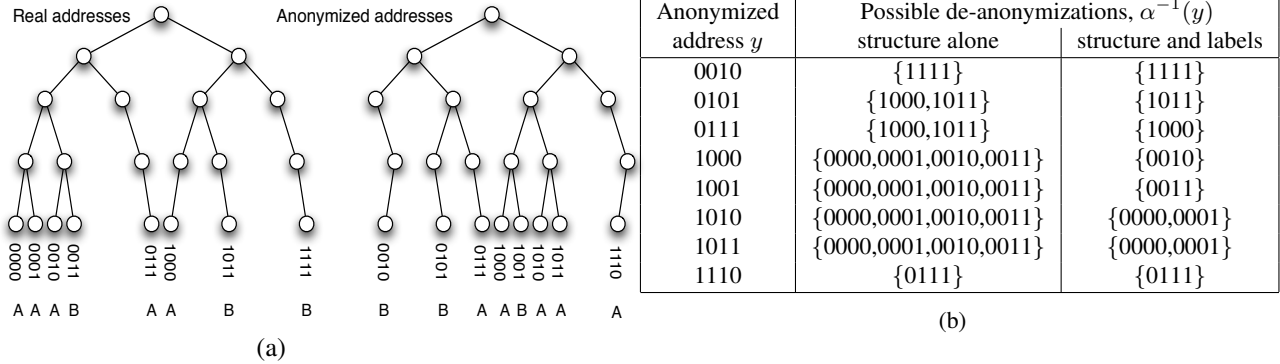 Real addresses
Anonymized addresses
0000 0001 0010 0011 0111 1000 1011 1111
A A A B A A B B
0010 0101 0111 1000 1001 1010 1011 1110
B B A A B A A A
(a)
Anonymized Possible de-anonymizations, α⁻¹(y)
address y structure alone structure and labels
0010 {1111} {1111}
0101 {1000,1011} {1011}
0111 {1000,1011} {1000}
1000 {0000,0001,0010,0011} {0010}
1001 {0000,0001,0010,0011} {0011}
1010 {0000,0001,0010,0011} {0000,0001}
1011 {0000,0001,0010,0011} {0000,0001}
1110 {0111} {0111}
(b)